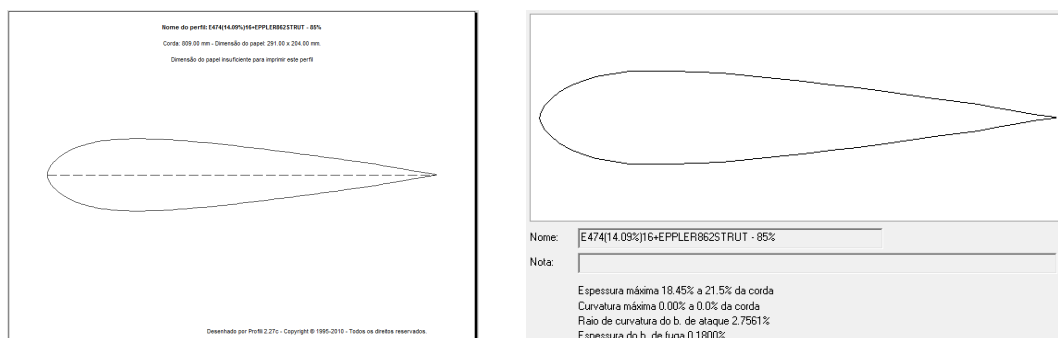 Nome do perfil: E474(14.09%)16+EPPLER862STRUT - 85%
Corda: 809.00 mm - Dimensão do papel: 291.00 x 204.00 mm.
Dimensão do papel insuficiente para imprimir este perfil
Desenhado por Profili 2.27c - Copyright © 1995-2010 - Todos os direitos reservados.
Nome: E474(14.09%)16+EPPLER862STRUT - 85%
Nota:
Espessura máxima 18.45% a 21.5% da corda
Curvatura máxima 0.00% a 0.0% da corda
Raio de curvatura do b. de ataque 2.7561%
Espessura do b. de fuga 0.1800%